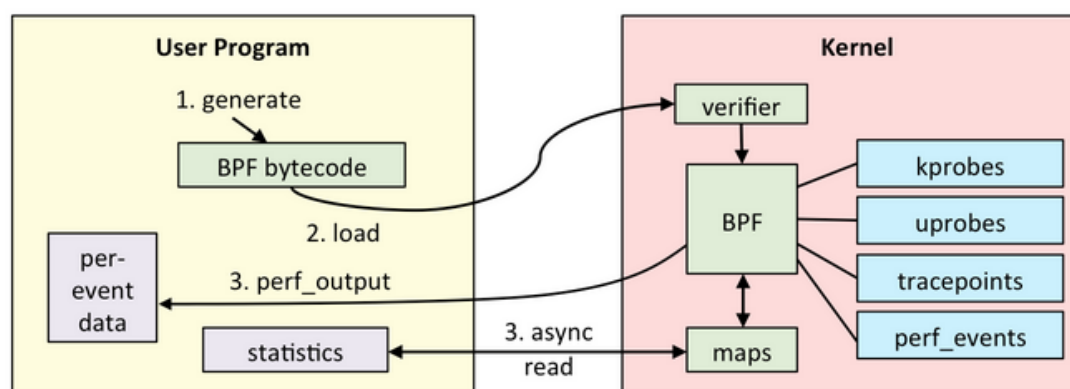 User Program
1. generate
BPF bytecode
2. load
per-
event
data
3. perf_output
statistics
3. async
read
Kernel
verifier
BPF
maps
kprobes
uprobes
tracepoints
perf_events